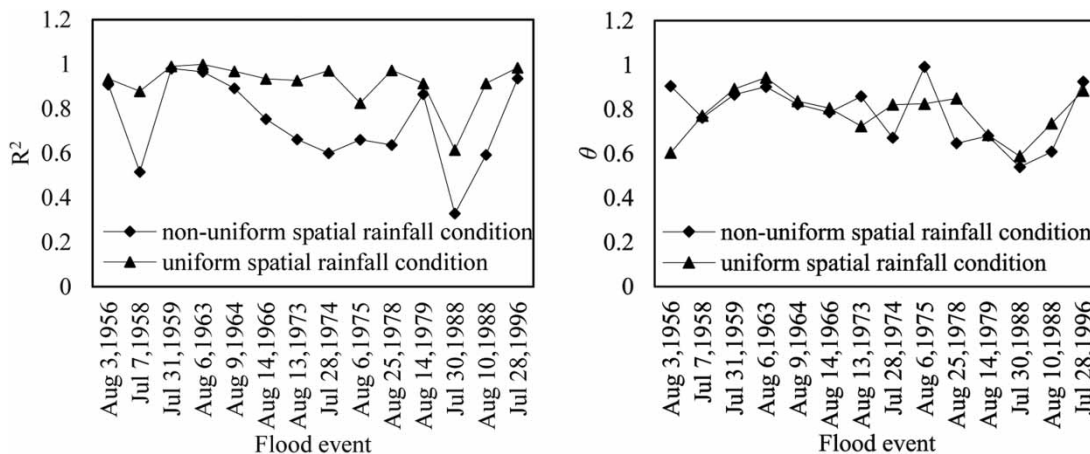 1.2
1
0.8
0.6
0.4
0.2
0
R²
non-uniform spatial rainfall condition
uniform spatial rainfall condition
Aug 3,1956
Jul 7,1958
Jul 31,1959
Aug 6,1963
Aug 9,1964
Aug 14,1966
Aug 13,1973
Jul 28,1974
Aug 6,1975
Aug 25,1978
Aug 14,1979
Jul 30,1988
Aug 10,1988
Jul 28,1996
Flood event
1.2
1
0.8
0.6
0.4
0.2
0
θ
non-uniform spatial rainfall condition
uniform spatial rainfall condition
Aug 3,1956
Jul 7,1958
Jul 31,1959
Aug 6,1963
Aug 9,1964
Aug 14,1966
Aug 13,1973
Jul 28,1974
Aug 6,1975
Aug 25,1978
Aug 14,1979
Jul 30,1988
Aug 10,1988
Jul 28,1996
Flood event